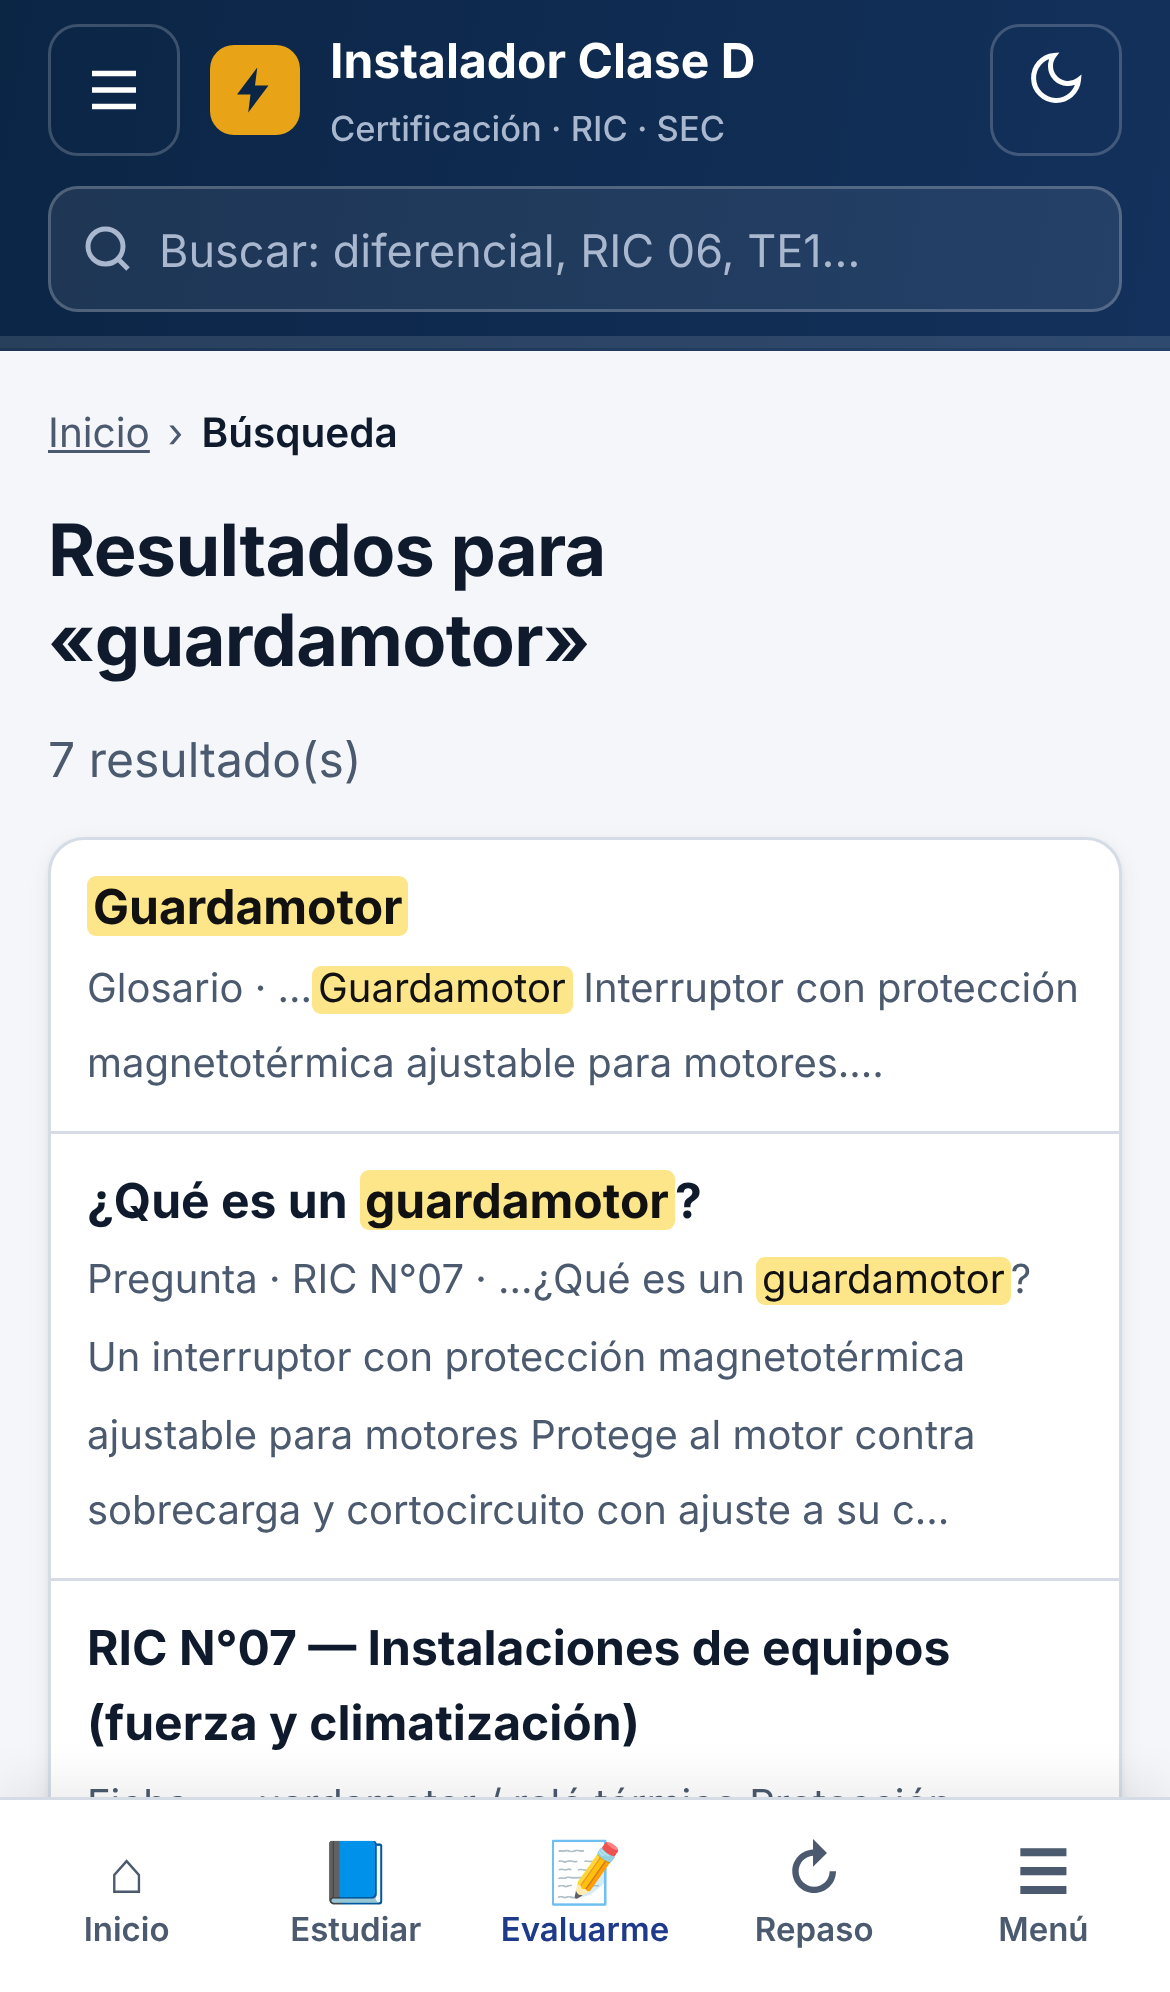 Instalador Clase D
Certificación · RIC · SEC
Buscar: diferencial, RIC 06, TE1...
Inicio › Búsqueda
Resultados para
«guardamotor»
7 resultado(s)
Guardamotor
Glosario · ...Guardamotor Interruptor con protección
magnetotérmica ajustable para motores....
¿Qué es un guardamotor?
Pregunta · RIC N°07 · ...¿Qué es un guardamotor?
Un interruptor con protección magnetotérmica
ajustable para motores Protege al motor contra
sobrecarga y cortocircuito con ajuste a su c...
RIC N°07 — Instalaciones de equipos
(fuerza y climatización)
Inicio
Estudiar
Evaluarme
Repaso
Menú